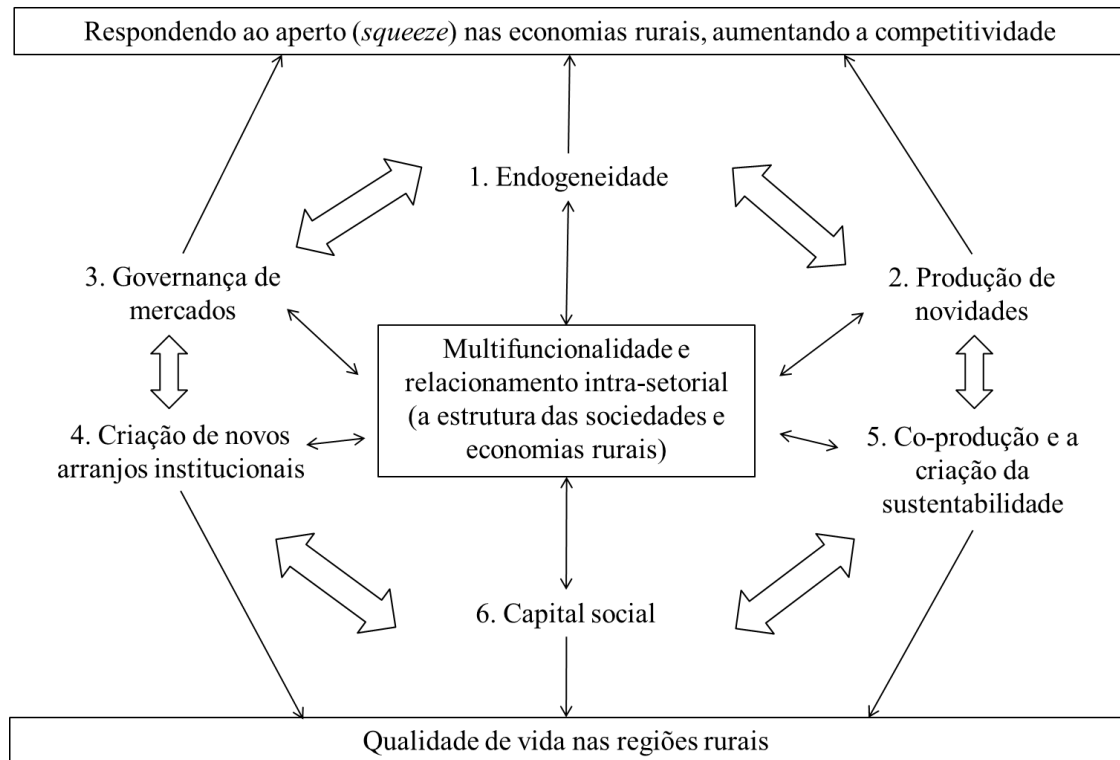 Respondendo ao aperto (squeeze) nas economias rurais, aumentando a competitividade
1. Endogeneidade
3. Governança de
mercados
2. Produção de
novidades
Multifuncionalidade e
relacionamento intra-setorial
(a estrutura das sociedades e
economias rurais)
4. Criação de novos
arranjos institucionais
5. Co-produção e a
criação da
sustentabilidade
6. Capital social
Qualidade de vida nas regiões rurais